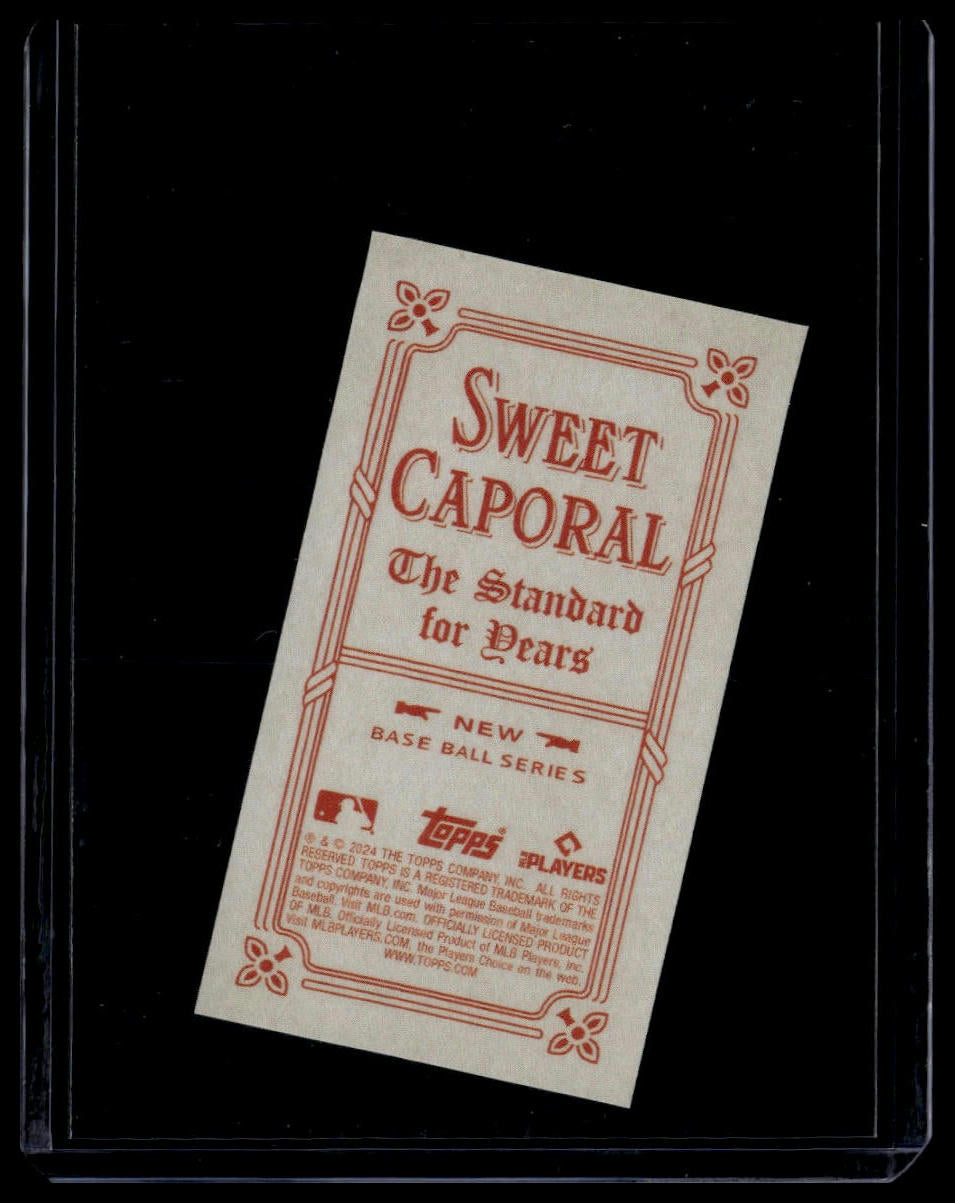 SWEET
CAPORAL
The Standard
for Years
NEW
BASE BALL SERIES
Topps®
MLB PLAYERS
® & © 2024 THE TOPPS COMPANY, INC. ALL RIGHTS
RESERVED. TOPPS IS A REGISTERED TRADEMARK OF THE
TOPPS COMPANY, INC. Major League Baseball trademarks
and copyrights are used with permission of Major League
Baseball. Visit MLB.com. OFFICIALLY LICENSED PRODUCT
OF MLB. Officially Licensed Product of MLB Players, Inc.
Visit MLBPLAYERS.COM, the Players Choice on the web.
WWW.TOPPS.COM